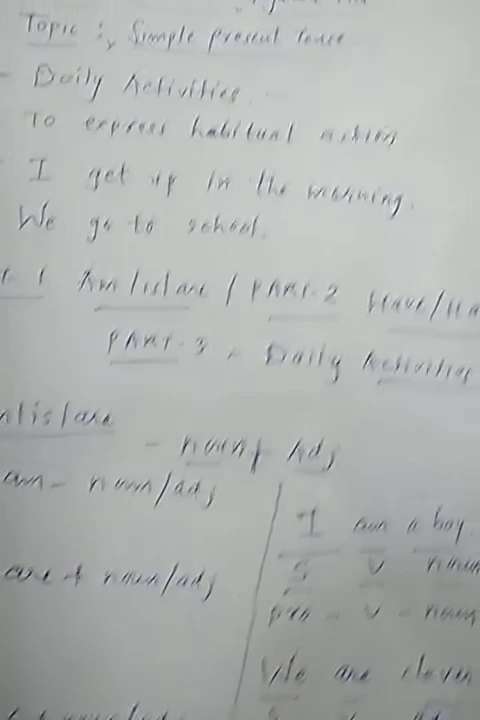 Topic :, Simple present tense
- Daily Activities
To express habitual action
I get up in the morning.
We go to school.
1 Am/is/are / PART-2 Have/Ha
PART-3 - Daily Activities
/is/are
- noun/ Adj
am - noun/adj
I am a boy.
S V noun
are + noun/adj
pro - V - noun
We are clever
S